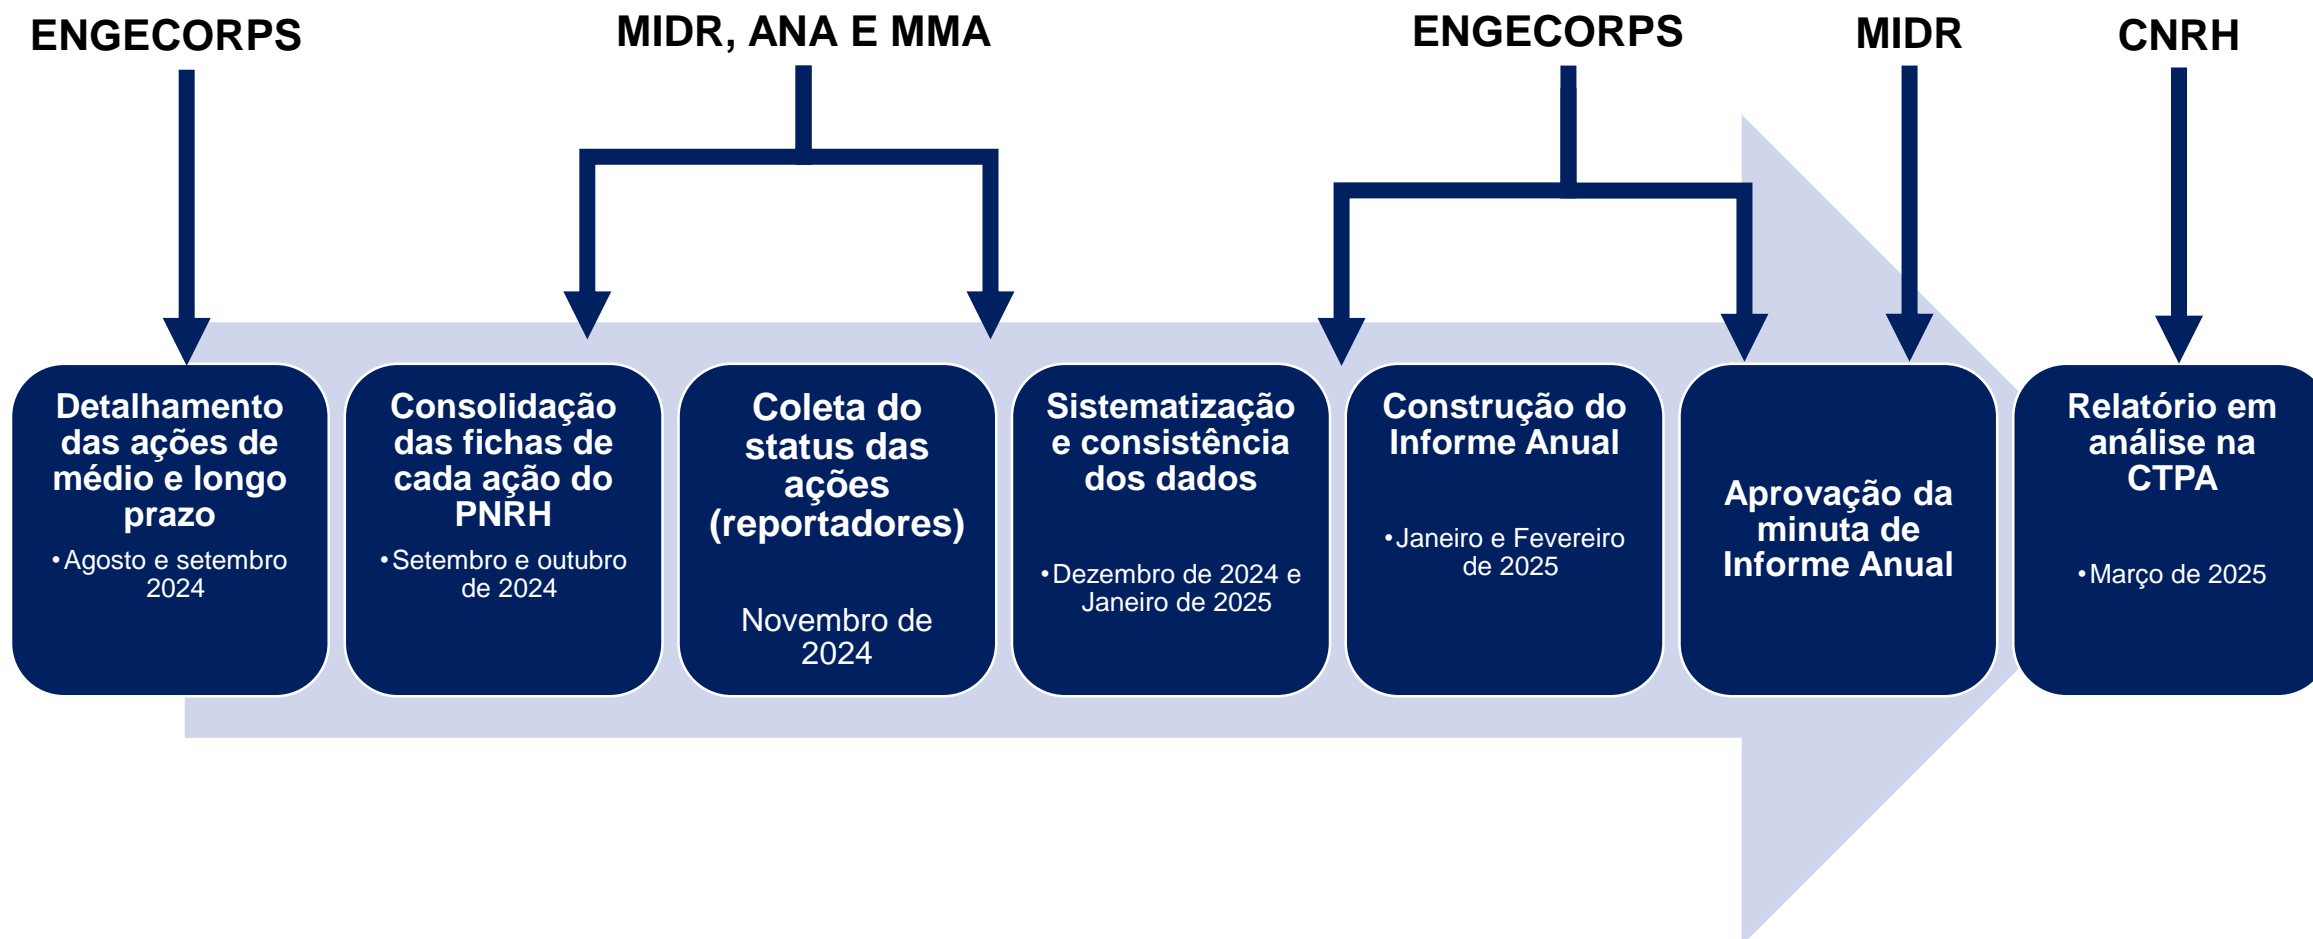 ENGECORPS
MIDR, ANA E MMA
ENGECORPS
MIDR
CNRH
Detalhamento
das ações de
médio e longo
prazo
•Agosto e setembro
2024
Consolidação
das fichas de
cada ação do
PNRH
•Setembro e outubro
de 2024
Coleta do
status das
ações
(reportadores)
Novembro de
2024
Sistematização
e consistência
dos dados
•Dezembro de 2024 e
Janeiro de 2025
Construção do
Informe Anual
•Janeiro e Fevereiro
de 2025
Aprovação da
minuta de
Informe Anual
Relatório em
análise na
CTPA
•Março de 2025